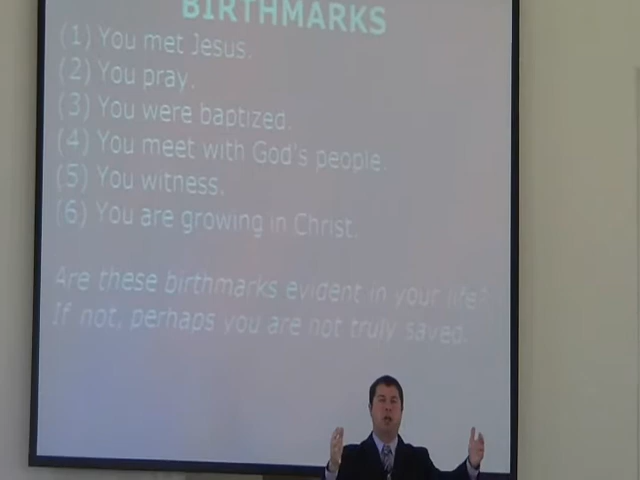 BIRTHMARKS
(1) You met Jesus.
(2) You pray.
(3) You were baptized.
(4) You meet with God's people.
(5) You witness.
(6) You are growing in Christ.
Are these birthmarks evident in your life?
If not, perhaps you are not truly saved.